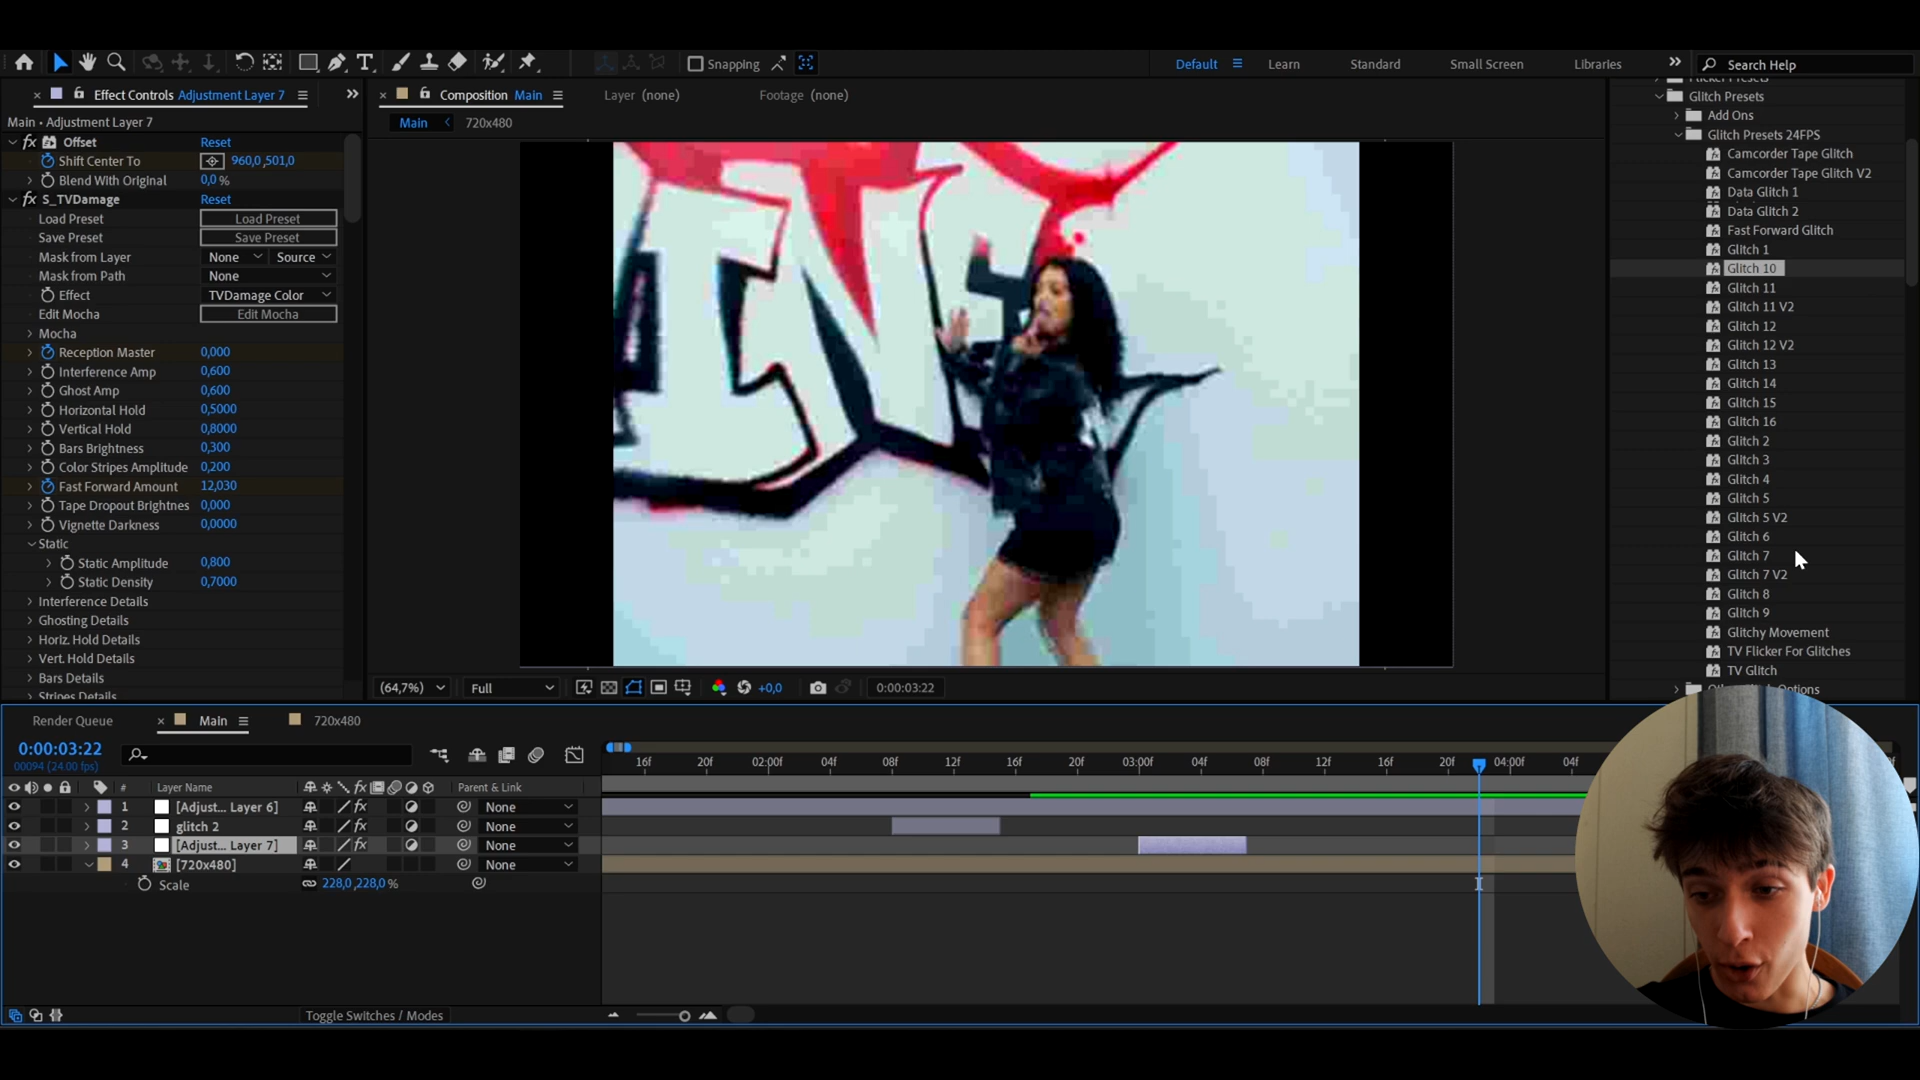 Snapping
Default
Learn
Standard
Small Screen
Libraries
Search Help
Effect Controls Adjustment Layer 7
Composition Main
Layer (none)
Footage (none)
Main • Adjustment Layer 7
Main
720x480
fx Offset Reset
Shift Center To 960,0 ,501,0
Blend With Original 0,0 %
fx S_TVDamage Reset
Load Preset Load Preset
Save Preset Save Preset
Mask from Layer None Source
Mask from Path None
Effect TVDamage Color
Edit Mocha Edit Mocha
Mocha
Reception Master 0,000
Interference Amp 0,600
Ghost Amp 0,600
Horizontal Hold 0,5000
Vertical Hold 0,8000
Bars Brightness 0,300
Color Stripes Amplitude 0,200
Fast Forward Amount 12,030
Tape Dropout Brightnes 0,000
Vignette Darkness 0,0000
Static
Static Amplitude 0,800
Static Density 0,7000
Interference Details
Ghosting Details
Horiz. Hold Details
Vert. Hold Details
Bars Details
Stripes Details
(64,7%)
Full
+0,0
0:00:03:22
Glitch Presets
Add Ons
Glitch Presets 24FPS
Camcorder Tape Glitch
Camcorder Tape Glitch V2
Data Glitch 1
Data Glitch 2
Fast Forward Glitch
Glitch 1
Glitch 10
Glitch 11
Glitch 11 V2
Glitch 12
Glitch 12 V2
Glitch 13
Glitch 14
Glitch 15
Glitch 16
Glitch 2
Glitch 3
Glitch 4
Glitch 5
Glitch 5 V2
Glitch 6
Glitch 7
Glitch 7 V2
Glitch 8
Glitch 9
Glitchy Movement
TV Flicker For Glitches
TV Glitch
Options
Render Queue
Main
720x480
0:00:03:22
00094 (24.00 fps)
16f 20f 02:00f 04f 08f 12f 16f 20f 03:00f 04f 08f 12f 16f 20f 04:00f 04f
# Layer Name fx Parent & Link
1 [Adjust... Layer 6] fx None
2 glitch 2 fx None
3 [Adjust... Layer 7] fx None
4 [720x480] None
Scale 228,0 ,228,0 %
Toggle Switches / Modes